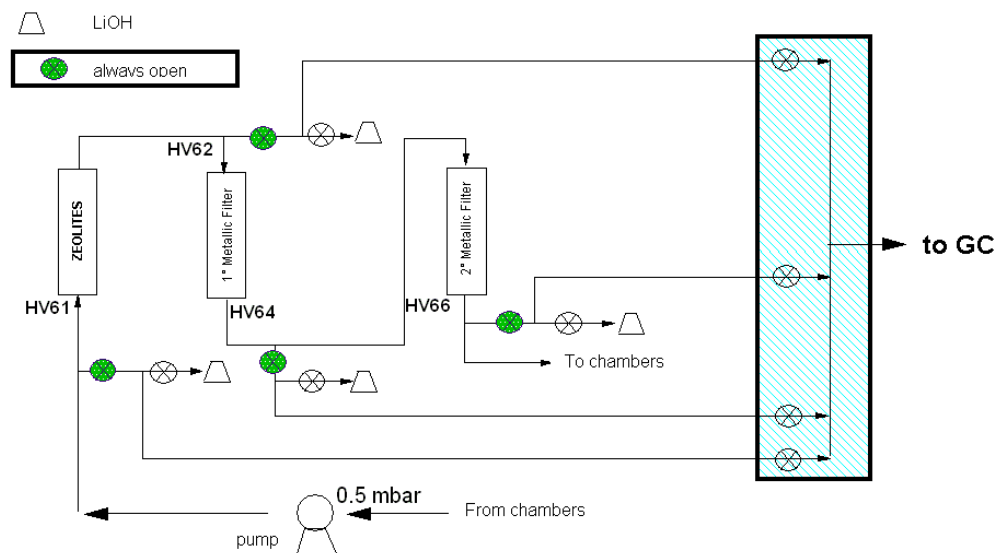 LiOH
always open
HV62
ZEOLITES
1° Metallic Filter
2° Metallic Filter
to GC
HV61
HV64
HV66
To chambers
0.5 mbar
From chambers
pump